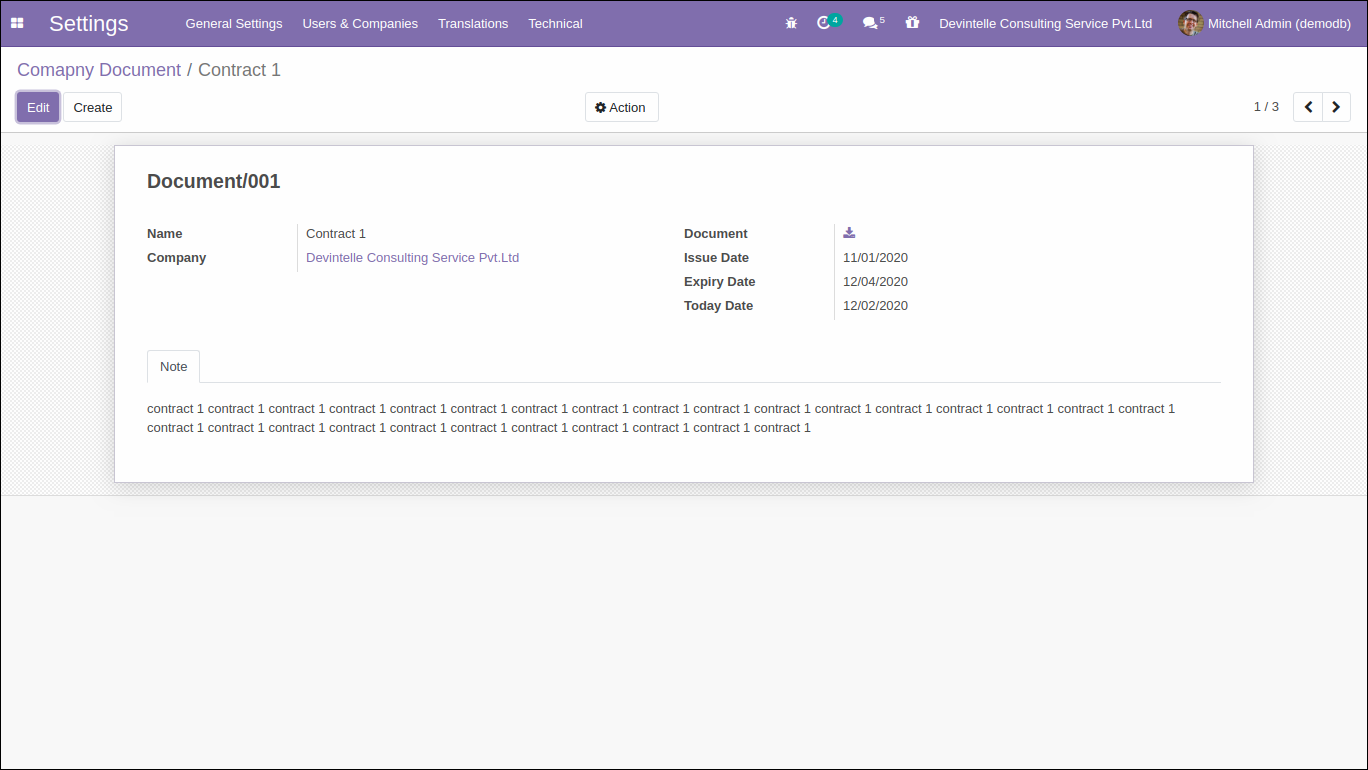 Settings General Settings Users & Companies Translations Technical 4 5 Devintelle Consulting Service Pvt.Ltd Mitchell Admin (demodb)
Comapny Document / Contract 1
Edit Create Action 1 / 3
Document/001
Name Contract 1 Document
Company Devintelle Consulting Service Pvt.Ltd Issue Date 11/01/2020
Expiry Date 12/04/2020
Today Date 12/02/2020
Note
contract 1 contract 1 contract 1 contract 1 contract 1 contract 1 contract 1 contract 1 contract 1 contract 1 contract 1 contract 1 contract 1 contract 1 contract 1 contract 1 contract 1
contract 1 contract 1 contract 1 contract 1 contract 1 contract 1 contract 1 contract 1 contract 1 contract 1 contract 1